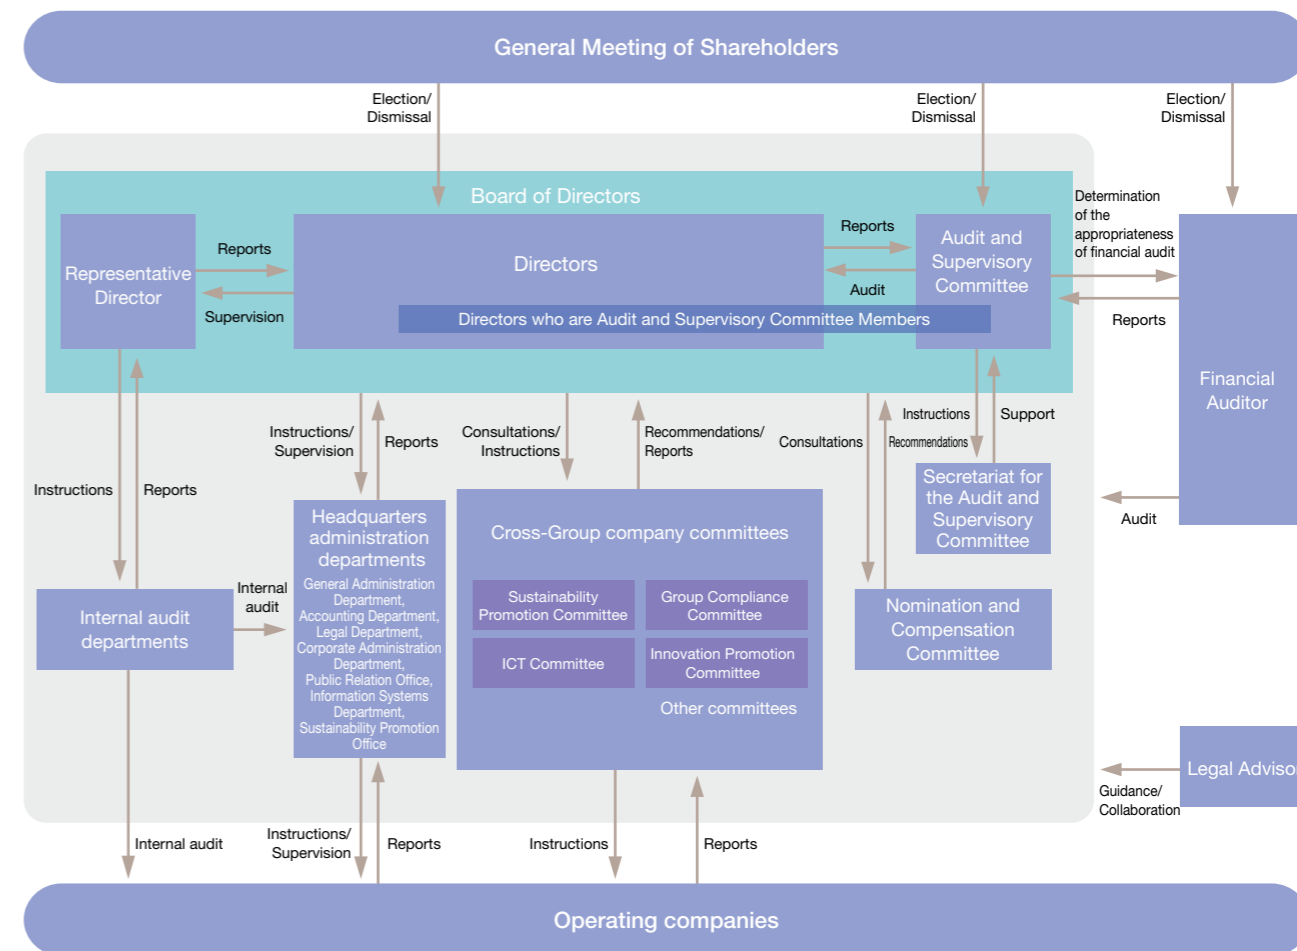 General Meeting of Shareholders
Election/
Dismissal
Election/
Dismissal
Election/
Dismissal
Board of Directors
Representative
Director
Reports
Supervision
Directors
Reports
Audit
Audit and
Supervisory
Committee
Directors who are Audit and Supervisory Committee Members
Determination
of the
appropriateness
of financial audit
Reports
Financial
Auditor
Instructions
Reports
Instructions/
Supervision
Reports
Consultations/
Instructions
Recommendations/
Reports
Consultations
Recommendations
Instructions
Support
Secretariat for
the Audit and
Supervisory
Committee
Audit
Internal audit
departments
Internal
audit
Headquarters
administration
departments
General Administration
Department,
Accounting Department,
Legal Department,
Corporate Administration
Department,
Public Relation Office,
Information Systems
Department,
Sustainability Promotion
Office
Cross-Group company committees
Sustainability
Promotion Committee
Group Compliance
Committee
ICT Committee
Innovation Promotion
Committee
Other committees
Nomination and
Compensation
Committee
Legal Advisor
Guidance/
Collaboration
Internal audit
Instructions/
Supervision
Reports
Instructions
Reports
Operating companies